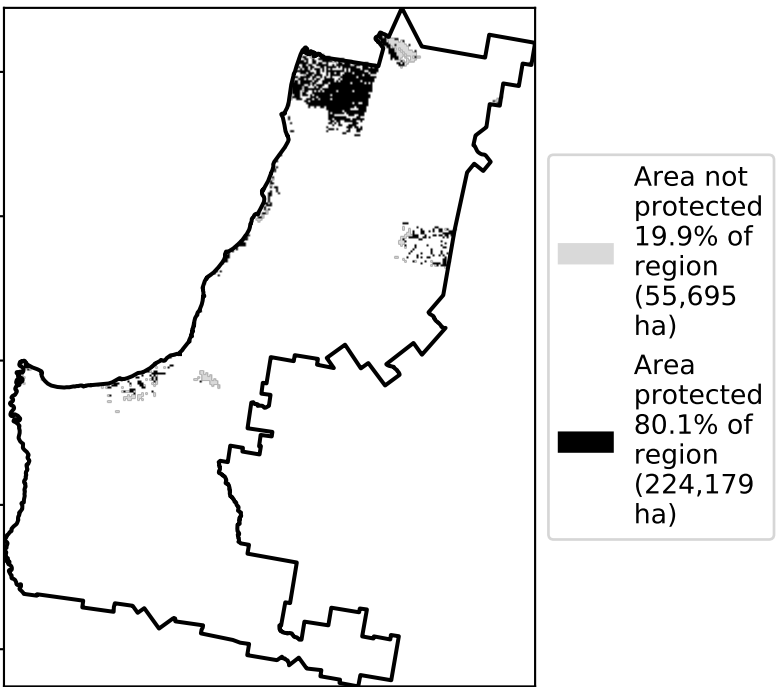 Area not
protected
19.9% of
region
(55,695
ha)
Area
protected
80.1% of
region
(224,179
ha)